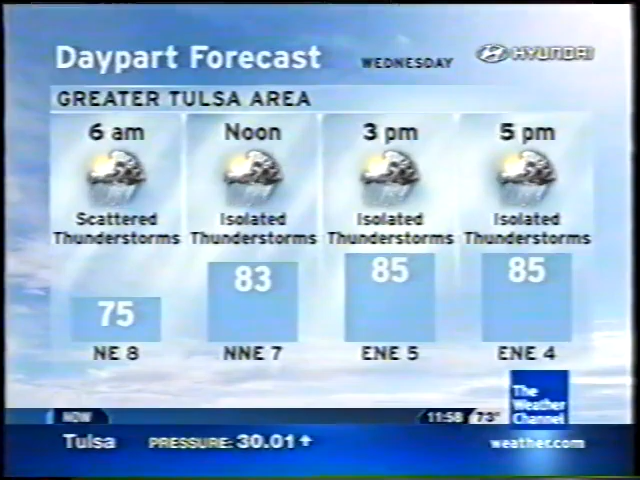 Daypart Forecast WEDNESDAY HYUNDAI
GREATER TULSA AREA
6 am Noon 3 pm 5 pm
Scattered Isolated Isolated Isolated
Thunderstorms Thunderstorms Thunderstorms Thunderstorms
75 83 85 85
NE 8 NNE 7 ENE 5 ENE 4
The
Weather
Channel
NOW 11:58 73°
Tulsa PRESSURE: 30.01↑ weather.com